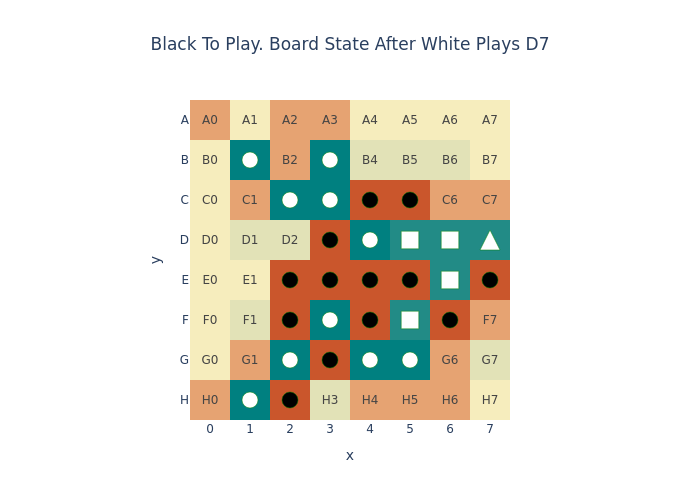 Black To Play. Board State After White Plays D7
A A0 A1 A2 A3 A4 A5 A6 A7
B B0 B2 B4 B5 B6 B7
C C0 C1 C6 C7
D D0 D1 D2
E E0 E1
F F0 F1 F7
G G0 G1 G6 G7
H H0 H3 H4 H5 H6 H7
0 1 2 3 4 5 6 7
y
x